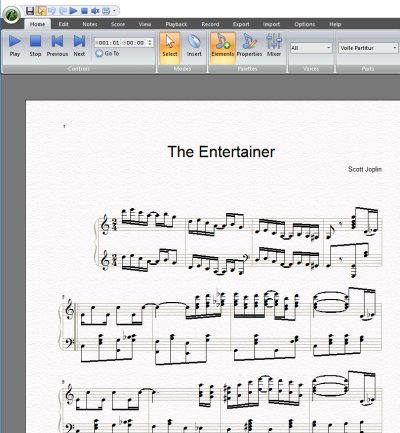 Home Edit Notes Score View Playback Record Export Import Options Help
Play Stop Previous Next 001:01 00:00 Go To Select Insert Elements Properties Mixer All Volle Partitur
Controls Modes Palettes Voices Parts
The Entertainer
Scott Joplin